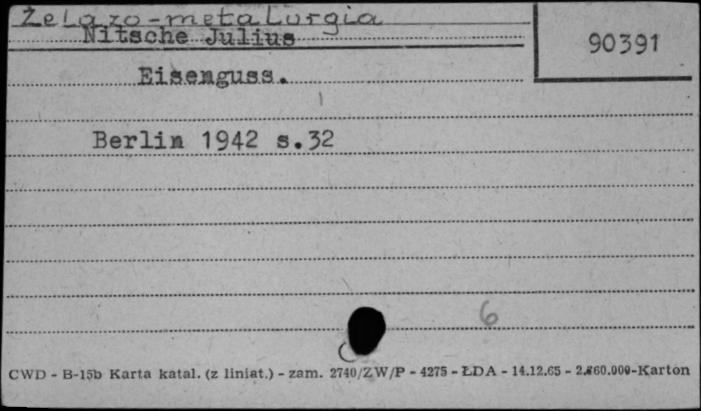 Żelazo-metalurgia
Nitsche Julius
90391
Eisenguss.
Berlin 1942 s.32
6
CWD - B-15b Karta katal. (z liniat.) - zam. 2740/ZW/P - 4275 - ŁDA - 14.12.65 - 2.860.000-Karton